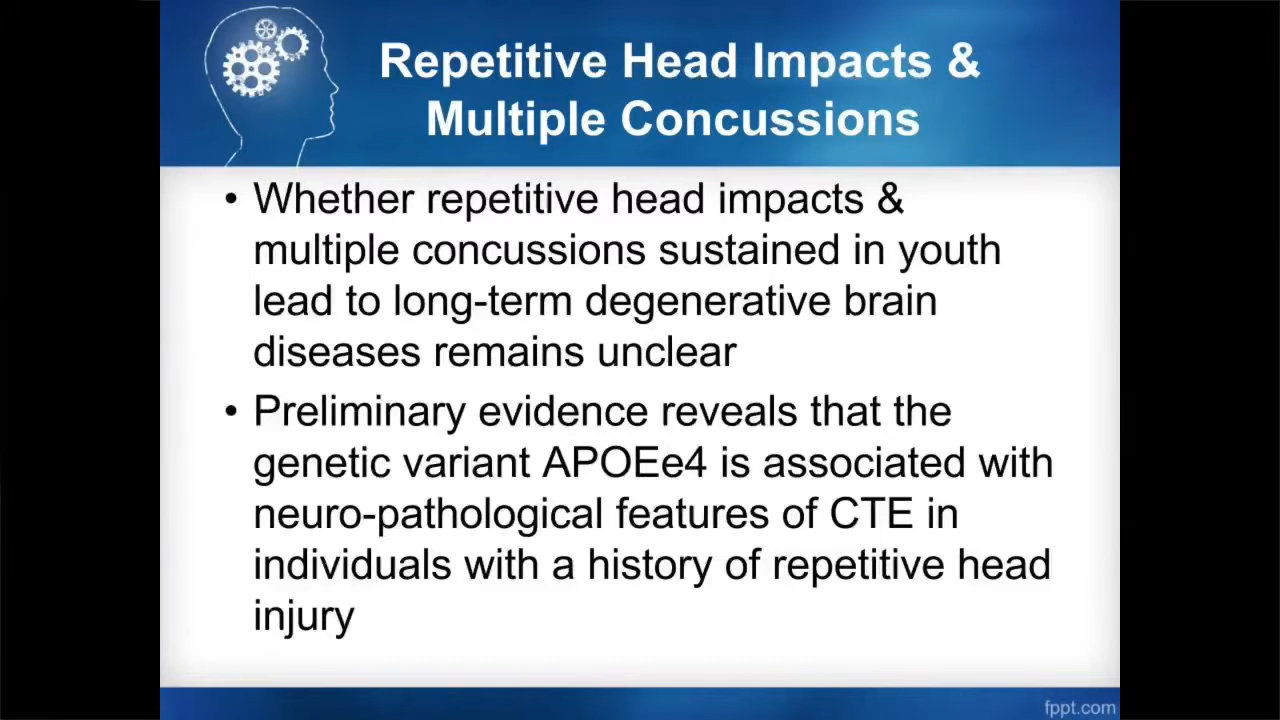 Repetitive Head Impacts &
Multiple Concussions
• Whether repetitive head impacts &
multiple concussions sustained in youth
lead to long-term degenerative brain
diseases remains unclear
• Preliminary evidence reveals that the
genetic variant APOEe4 is associated with
neuro-pathological features of CTE in
individuals with a history of repetitive head
injury
fppt.com